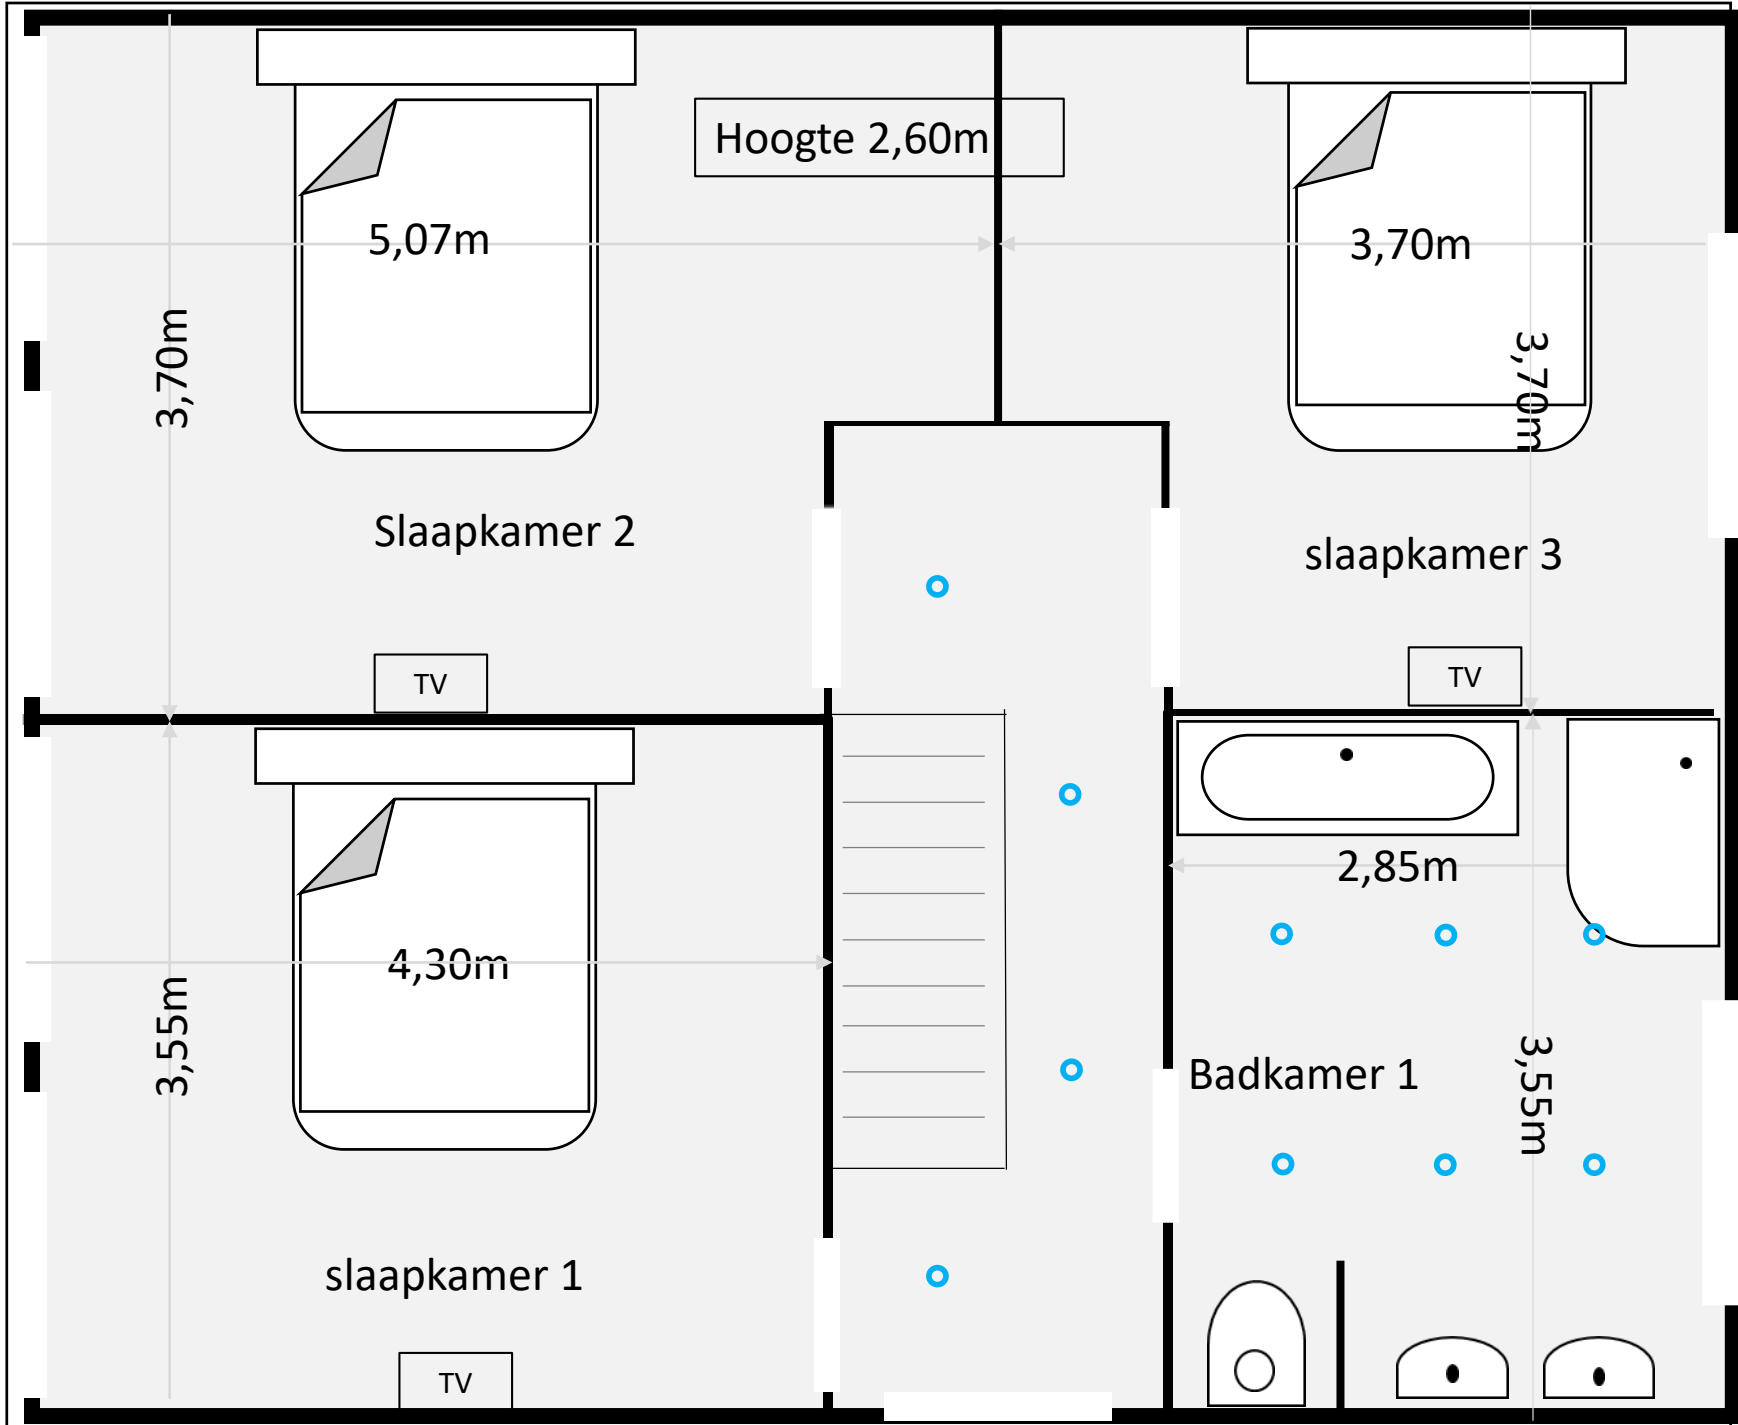 Hoogte 2,60m
5,07m
3,70m
3,70m
3,70m
Slaapkamer 2
slaapkamer 3
TV
TV
2,85m
4,30m
3,55m
Badkamer 1
3,55m
slaapkamer 1
TV